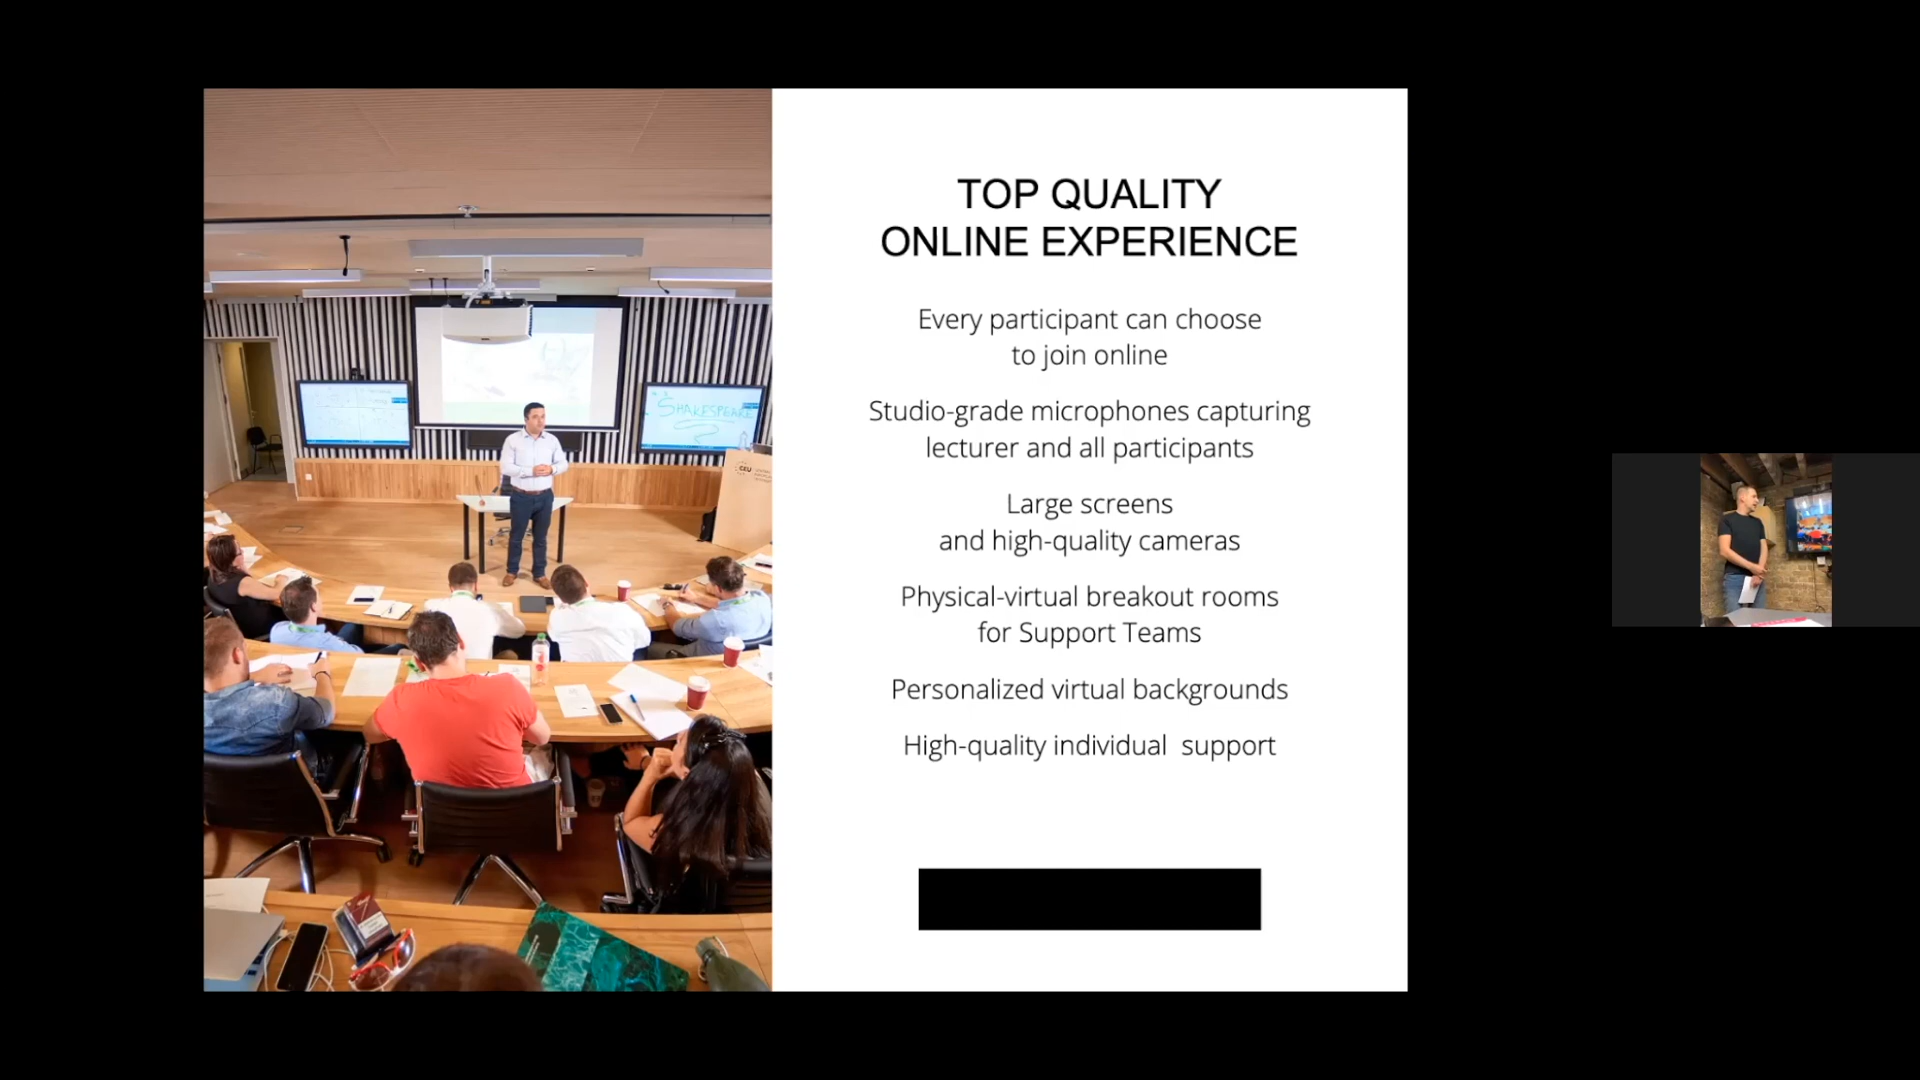 TOP QUALITY
ONLINE EXPERIENCE
Every participant can choose
to join online
Studio-grade microphones capturing
lecturer and all participants
Large screens
and high-quality cameras
Physical-virtual breakout rooms
for Support Teams
Personalized virtual backgrounds
High-quality individual  support
SHAKESPEARE
CEU